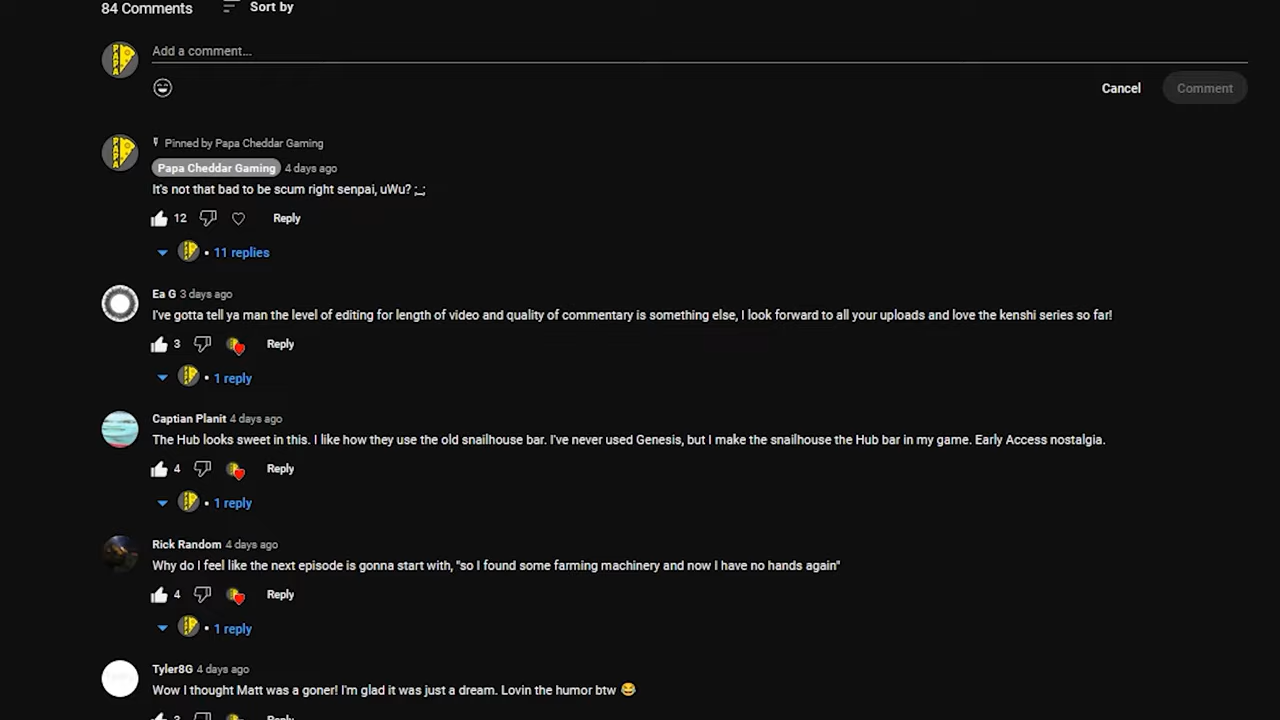 84 Comments
Sort by
Add a comment...
Cancel
Comment
Pinned by Papa Cheddar Gaming
Papa Cheddar Gaming 4 days ago
It's not that bad to be scum right senpai, uWu? ;_;
12
Reply
11 replies
Ea G 3 days ago
I've gotta tell ya man the level of editing for length of video and quality of commentary is something else, I look forward to all your uploads and love the kenshi series so far!
3
Reply
1 reply
Captian Planit 4 days ago
The Hub looks sweet in this. I like how they use the old snailhouse bar. I've never used Genesis, but I make the snailhouse the Hub bar in my game. Early Access nostalgia.
4
Reply
1 reply
Rick Random 4 days ago
Why do I feel like the next episode is gonna start with, "so I found some farming machinery and now I have no hands again"
4
Reply
1 reply
Tyler8G 4 days ago
Wow I thought Matt was a goner! I'm glad it was just a dream. Lovin the humor btw 😂
3
Reply